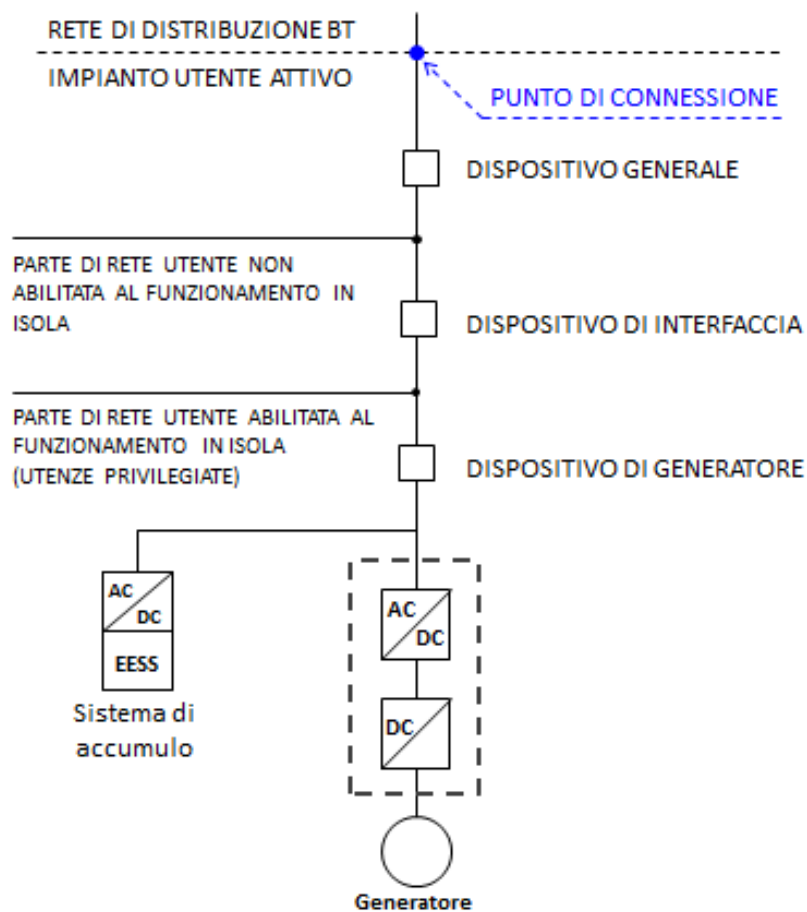 RETE DI DISTRIBUZIONE BT
IMPIANTO UTENTE ATTIVO
PUNTO DI CONNESSIONE
DISPOSITIVO GENERALE
PARTE DI RETE UTENTE NON
ABILITATA AL FUNZIONAMENTO IN
ISOLA
DISPOSITIVO DI INTERFACCIA
PARTE DI RETE UTENTE ABILITATA AL
FUNZIONAMENTO IN ISOLA
(UTENZE PRIVILEGIATE)
DISPOSITIVO DI GENERATORE
AC
DC
EESS
Sistema di
accumulo
AC
DC
DC
Generatore